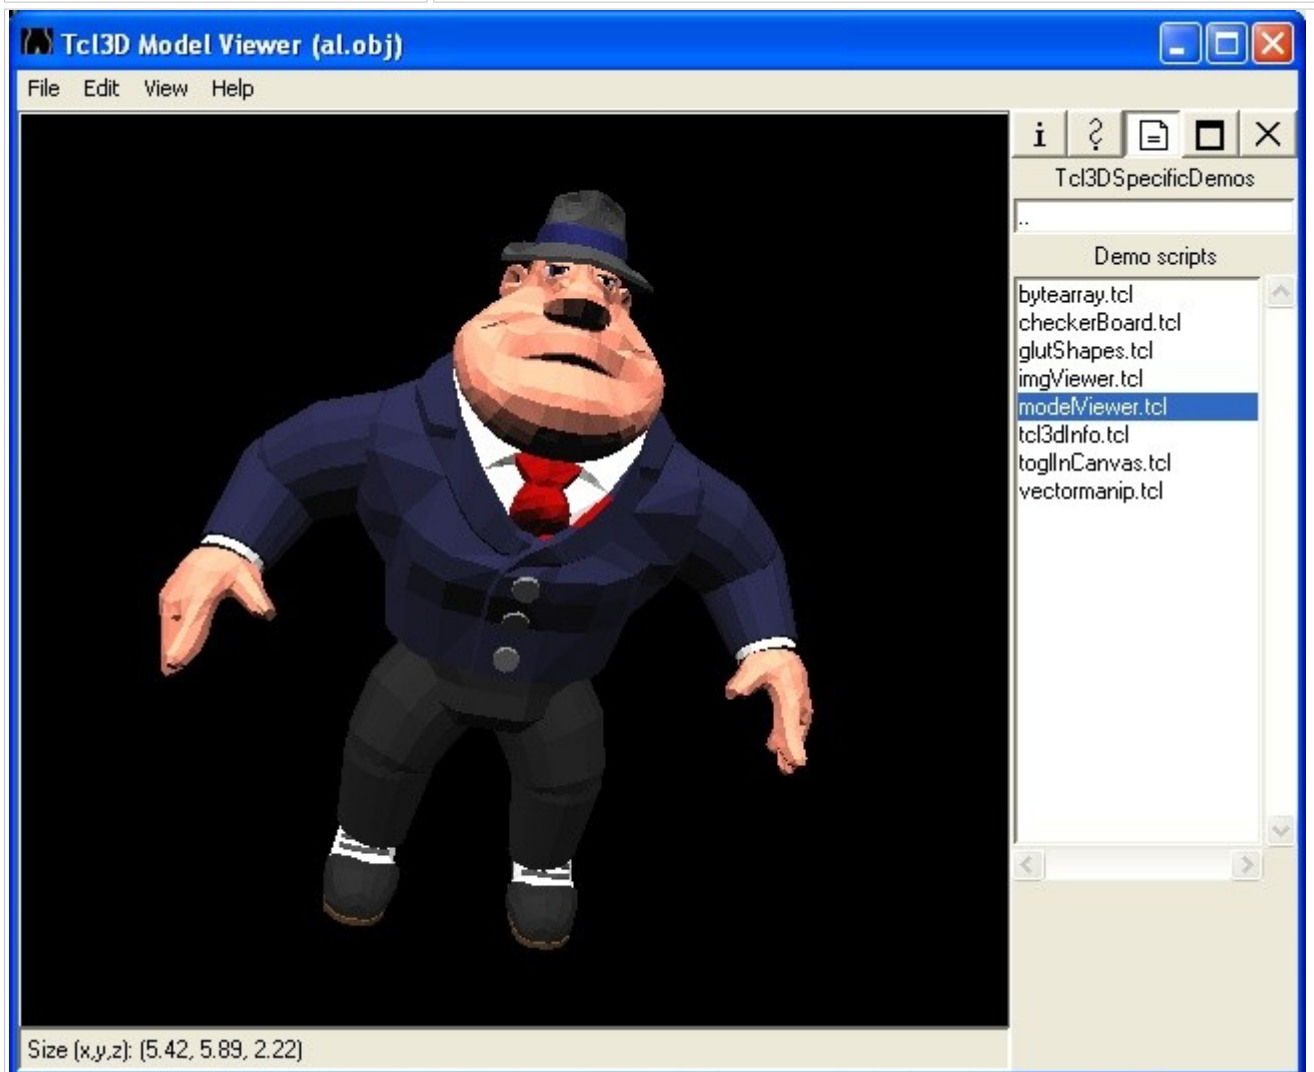 Tcl3D Model Viewer (al.obj)
File Edit View Help
Tcl3DSpecificDemos
..
Demo scripts
bytearray.tcl
checkerBoard.tcl
glutShapes.tcl
imgViewer.tcl
modelViewer.tcl
tcl3dInfo.tcl
toglInCanvas.tcl
vectormanip.tcl
Size (x,y,z): (5.42, 5.89, 2.22)